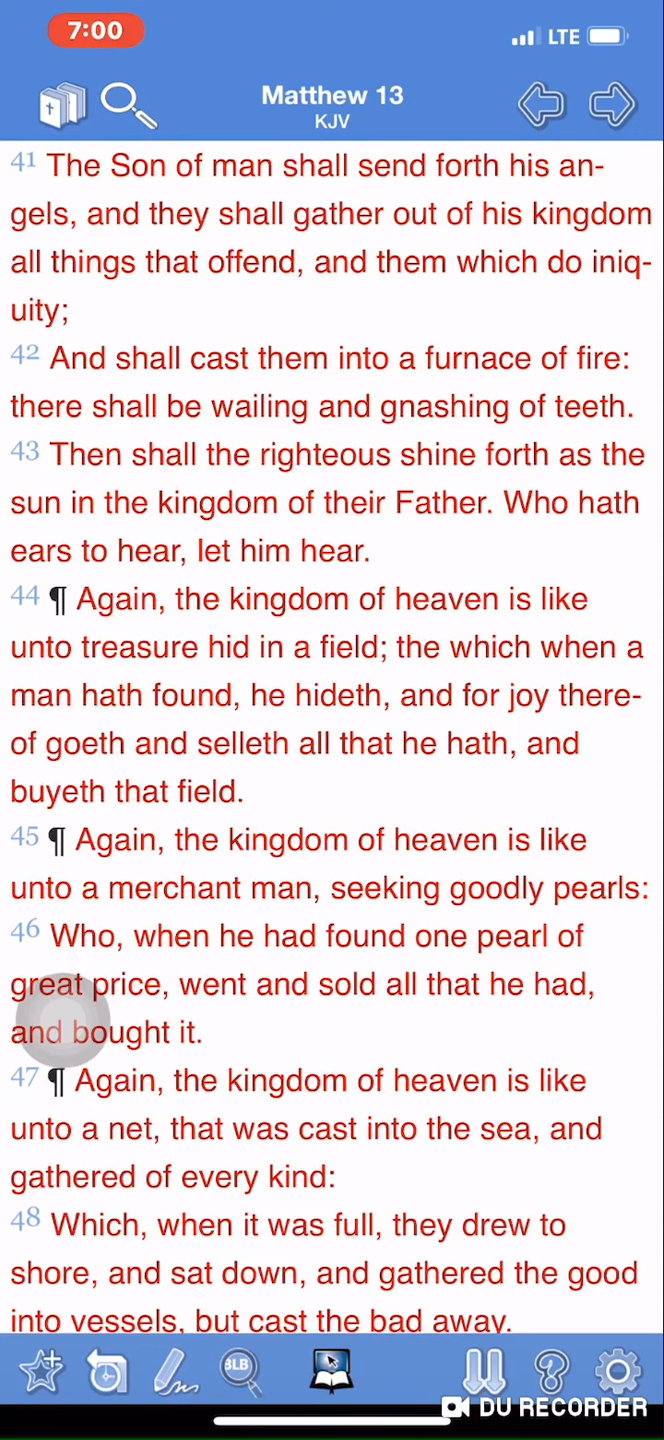 7:00
LTE
Matthew 13
KJV
41 The Son of man shall send forth his an-
gels, and they shall gather out of his kingdom
all things that offend, and them which do iniq-
uity;
42 And shall cast them into a furnace of fire:
there shall be wailing and gnashing of teeth.
43 Then shall the righteous shine forth as the
sun in the kingdom of their Father. Who hath
ears to hear, let him hear.
44 ¶ Again, the kingdom of heaven is like
unto treasure hid in a field; the which when a
man hath found, he hideth, and for joy there-
of goeth and selleth all that he hath, and
buyeth that field.
45 ¶ Again, the kingdom of heaven is like
unto a merchant man, seeking goodly pearls:
46 Who, when he had found one pearl of
great price, went and sold all that he had,
and bought it.
47 ¶ Again, the kingdom of heaven is like
unto a net, that was cast into the sea, and
gathered of every kind:
48 Which, when it was full, they drew to
shore, and sat down, and gathered the good
into vessels, but cast the bad away.
BLB
DU RECORDER